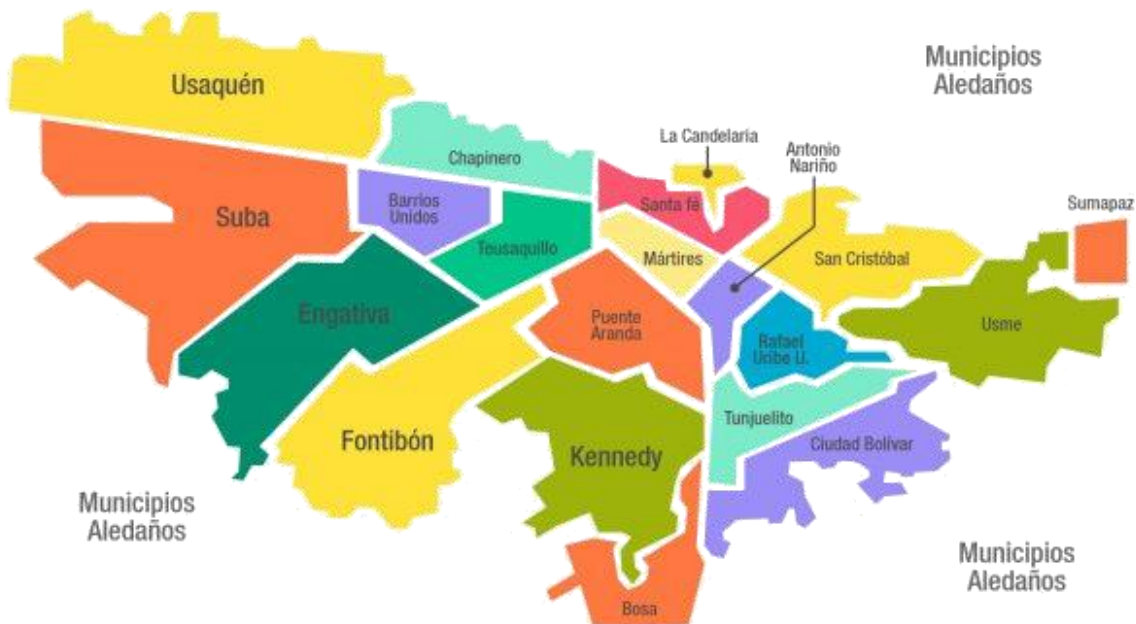 Municipios
Aledaños
Usaquén
La Candelaria
Antonio
Nariño
Chapinero
Sumapaz
Barrios
Unidos
Santa fé
Suba
Teusaquillo
Mártires
San Cristóbal
Engativa
Puente
Aranda
Usme
Rafael
Uribe U.
Tunjuelito
Fontibón
Ciudad Bolívar
Kennedy
Municipios
Aledaños
Municipios
Aledaños
Bosa